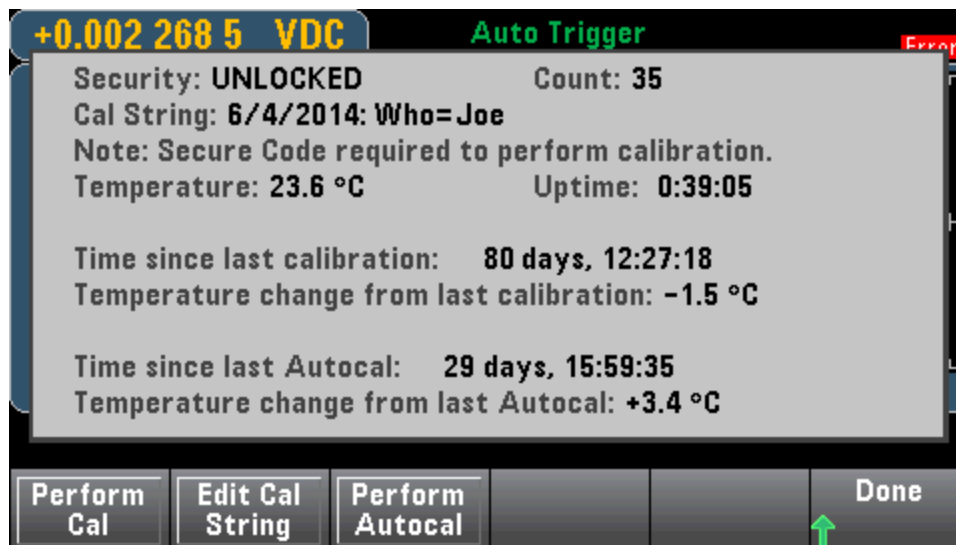 +0.002 268 5 VDC Auto Trigger
Error
Security: UNLOCKED Count: 35
Cal String: 6/4/2014: Who=Joe
Note: Secure Code required to perform calibration.
Temperature: 23.6 °C Uptime: 0:39:05
Time since last calibration: 80 days, 12:27:18
Temperature change from last calibration: -1.5 °C
Time since last Autocal: 29 days, 15:59:35
Temperature change from last Autocal: +3.4 °C
Perform Edit Cal Perform Done
Cal String Autocal